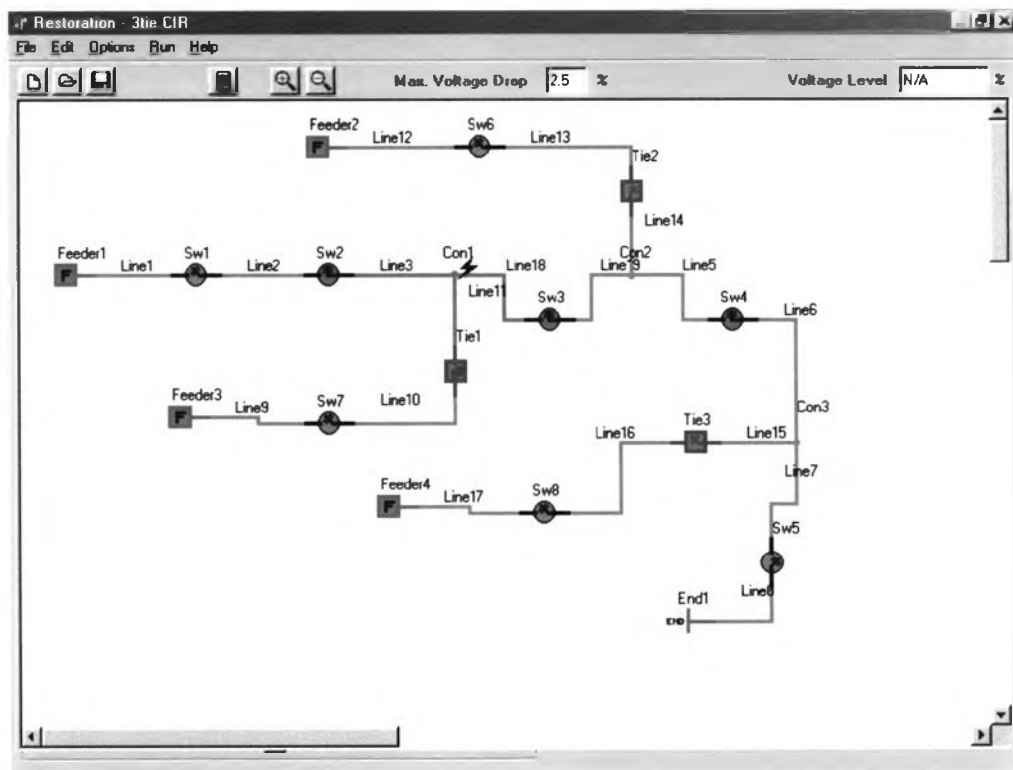 Restoration - 3tie CIR
File Edit Options Run Help
Max. Voltage Drop 2.5 % Voltage Level N/A %
Feeder2 Line12 Sw6 Line13
Tie2
Line14
Feeder1 Line1 Sw1 Line2 Sw2 Line3 Con1 Line18 Line19 Con2 Line5
Line11 Sw3 Sw4 Line6
Tie1
Feeder3 Line9 Sw7 Line10
Con3
Line16 Tie3 Line15
Line7
Feeder4 Line17 Sw8
Sw5
Line8
End1
END
F
F
F
F